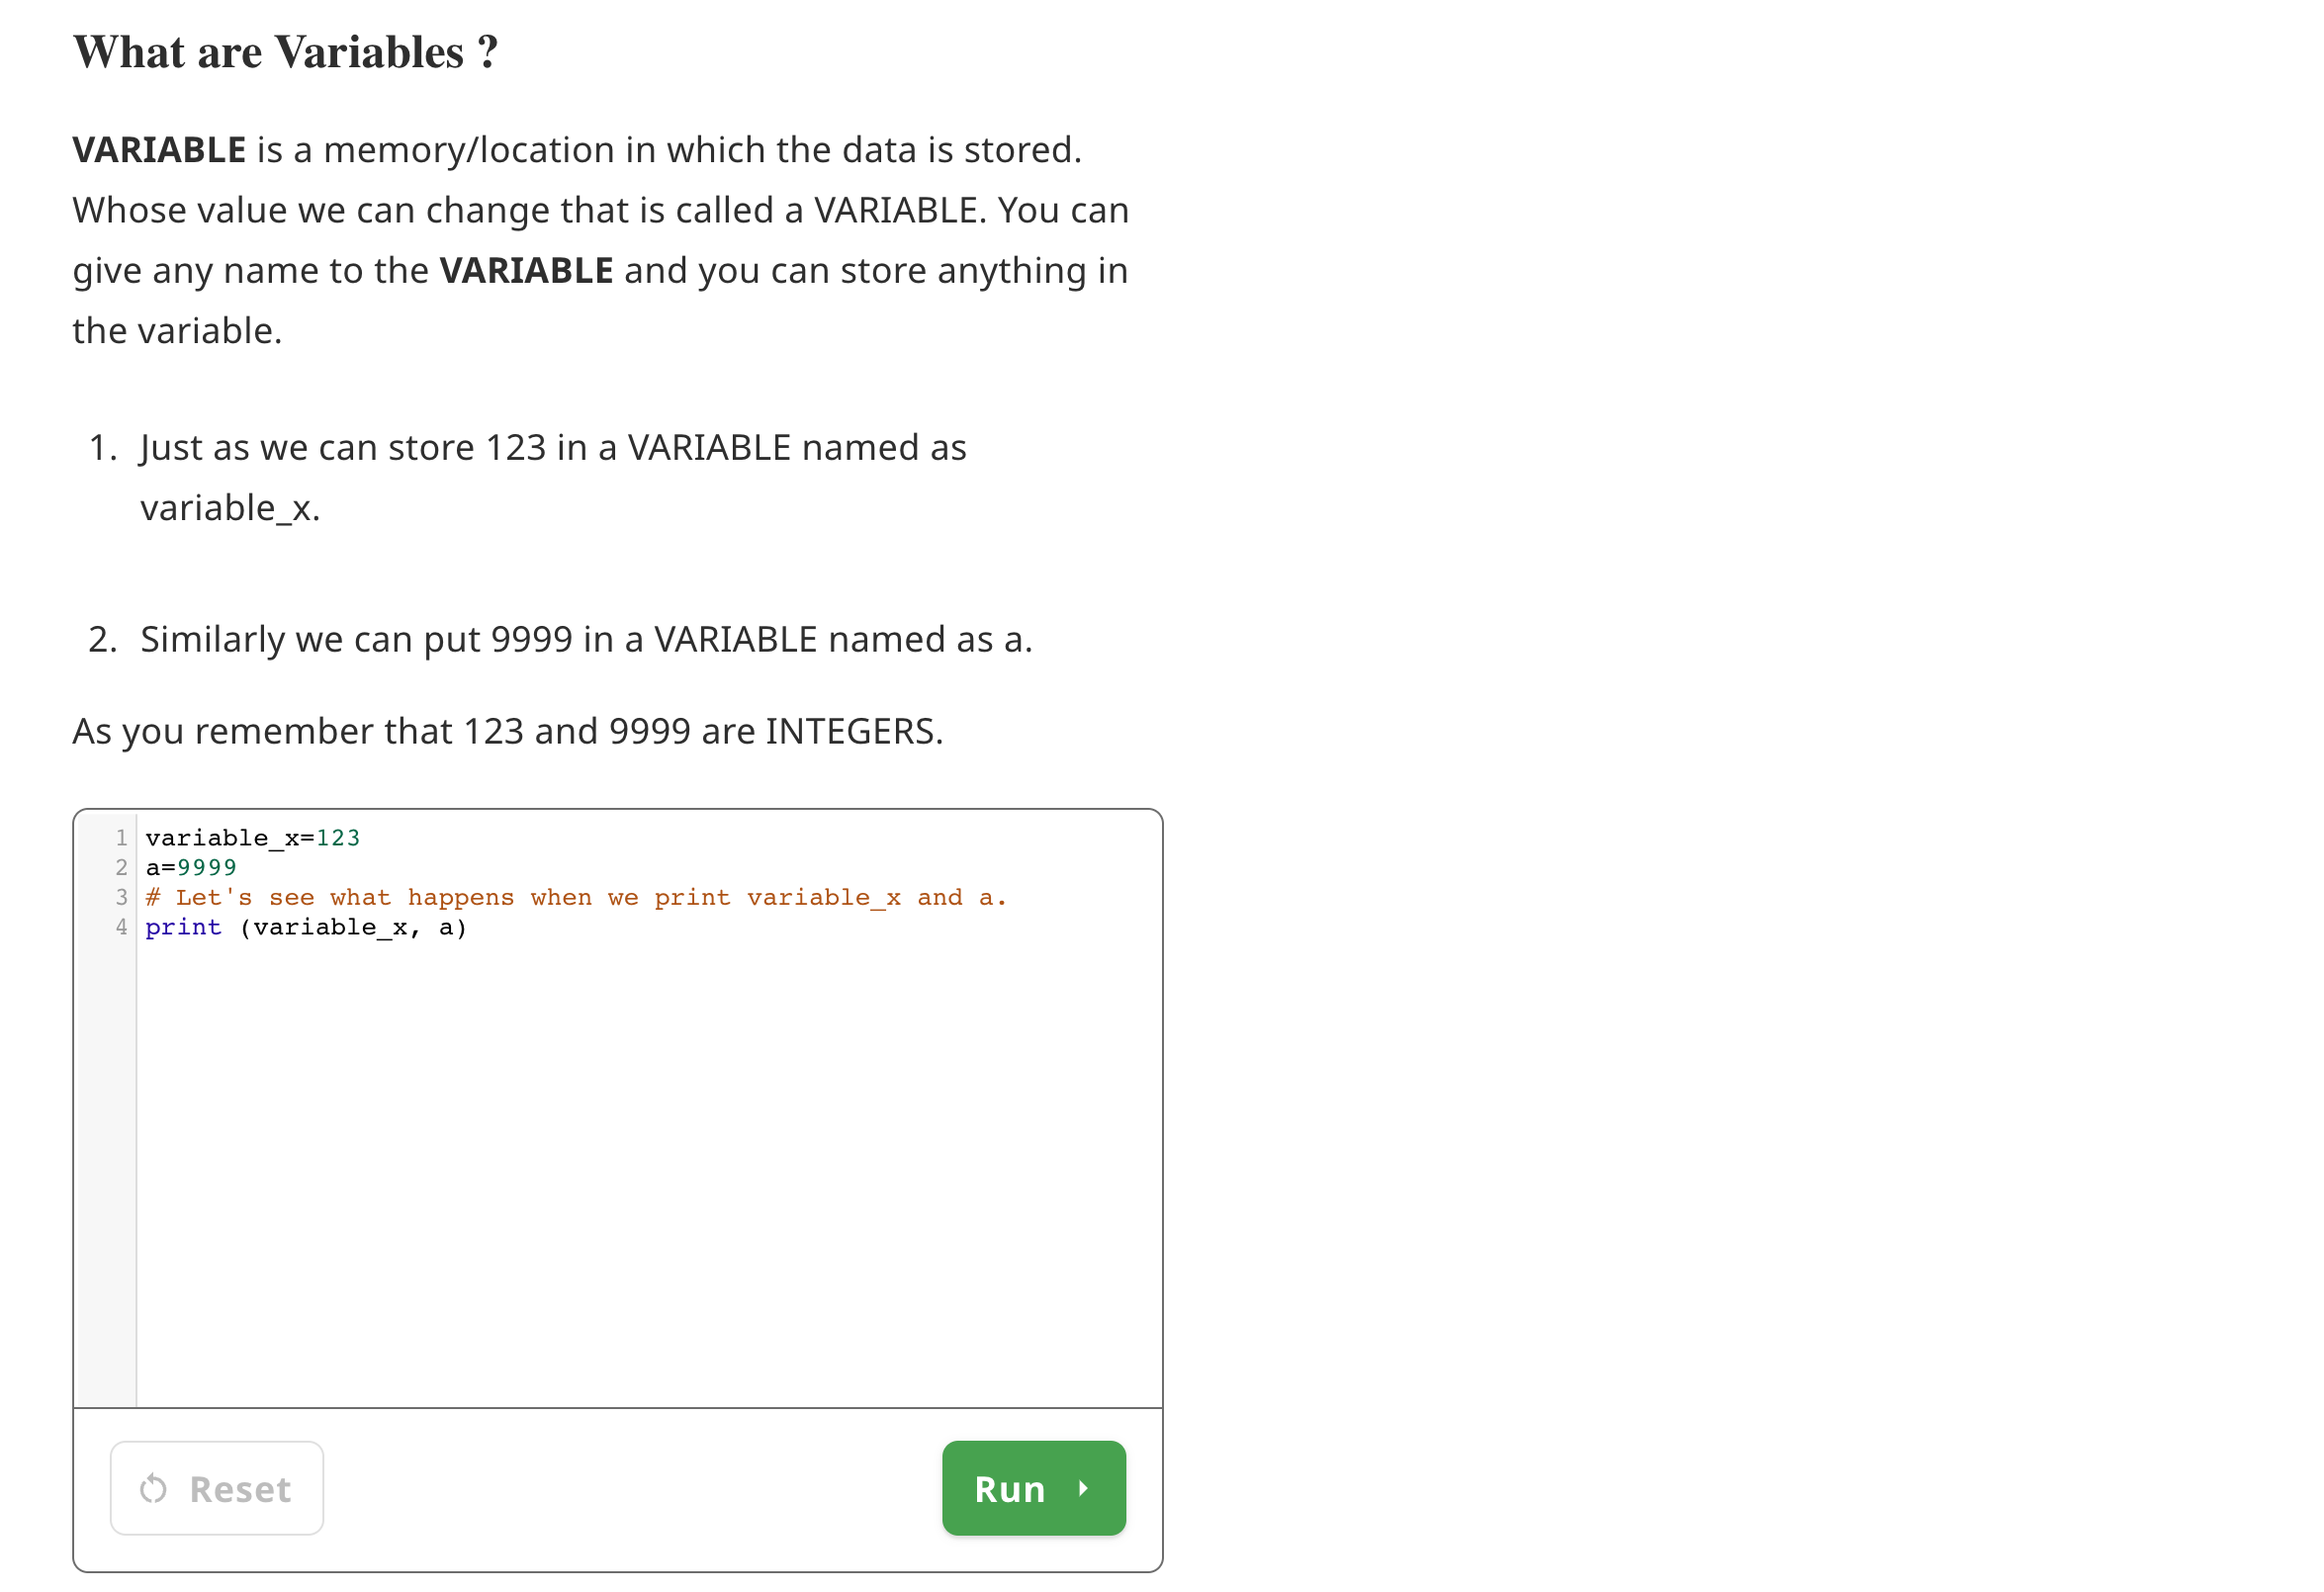 What are Variables ?
VARIABLE is a memory/location in which the data is stored.
Whose value we can change that is called a VARIABLE. You can
give any name to the VARIABLE and you can store anything in
the variable.
1. Just as we can store 123 in a VARIABLE named as
variable_x.
2. Similarly we can put 9999 in a VARIABLE named as a.
As you remember that 123 and 9999 are INTEGERS.
1 variable_x=123
2 a=9999
3 # Let's see what happens when we print variable_x and a.
4 print (variable_x, a)
Reset Run